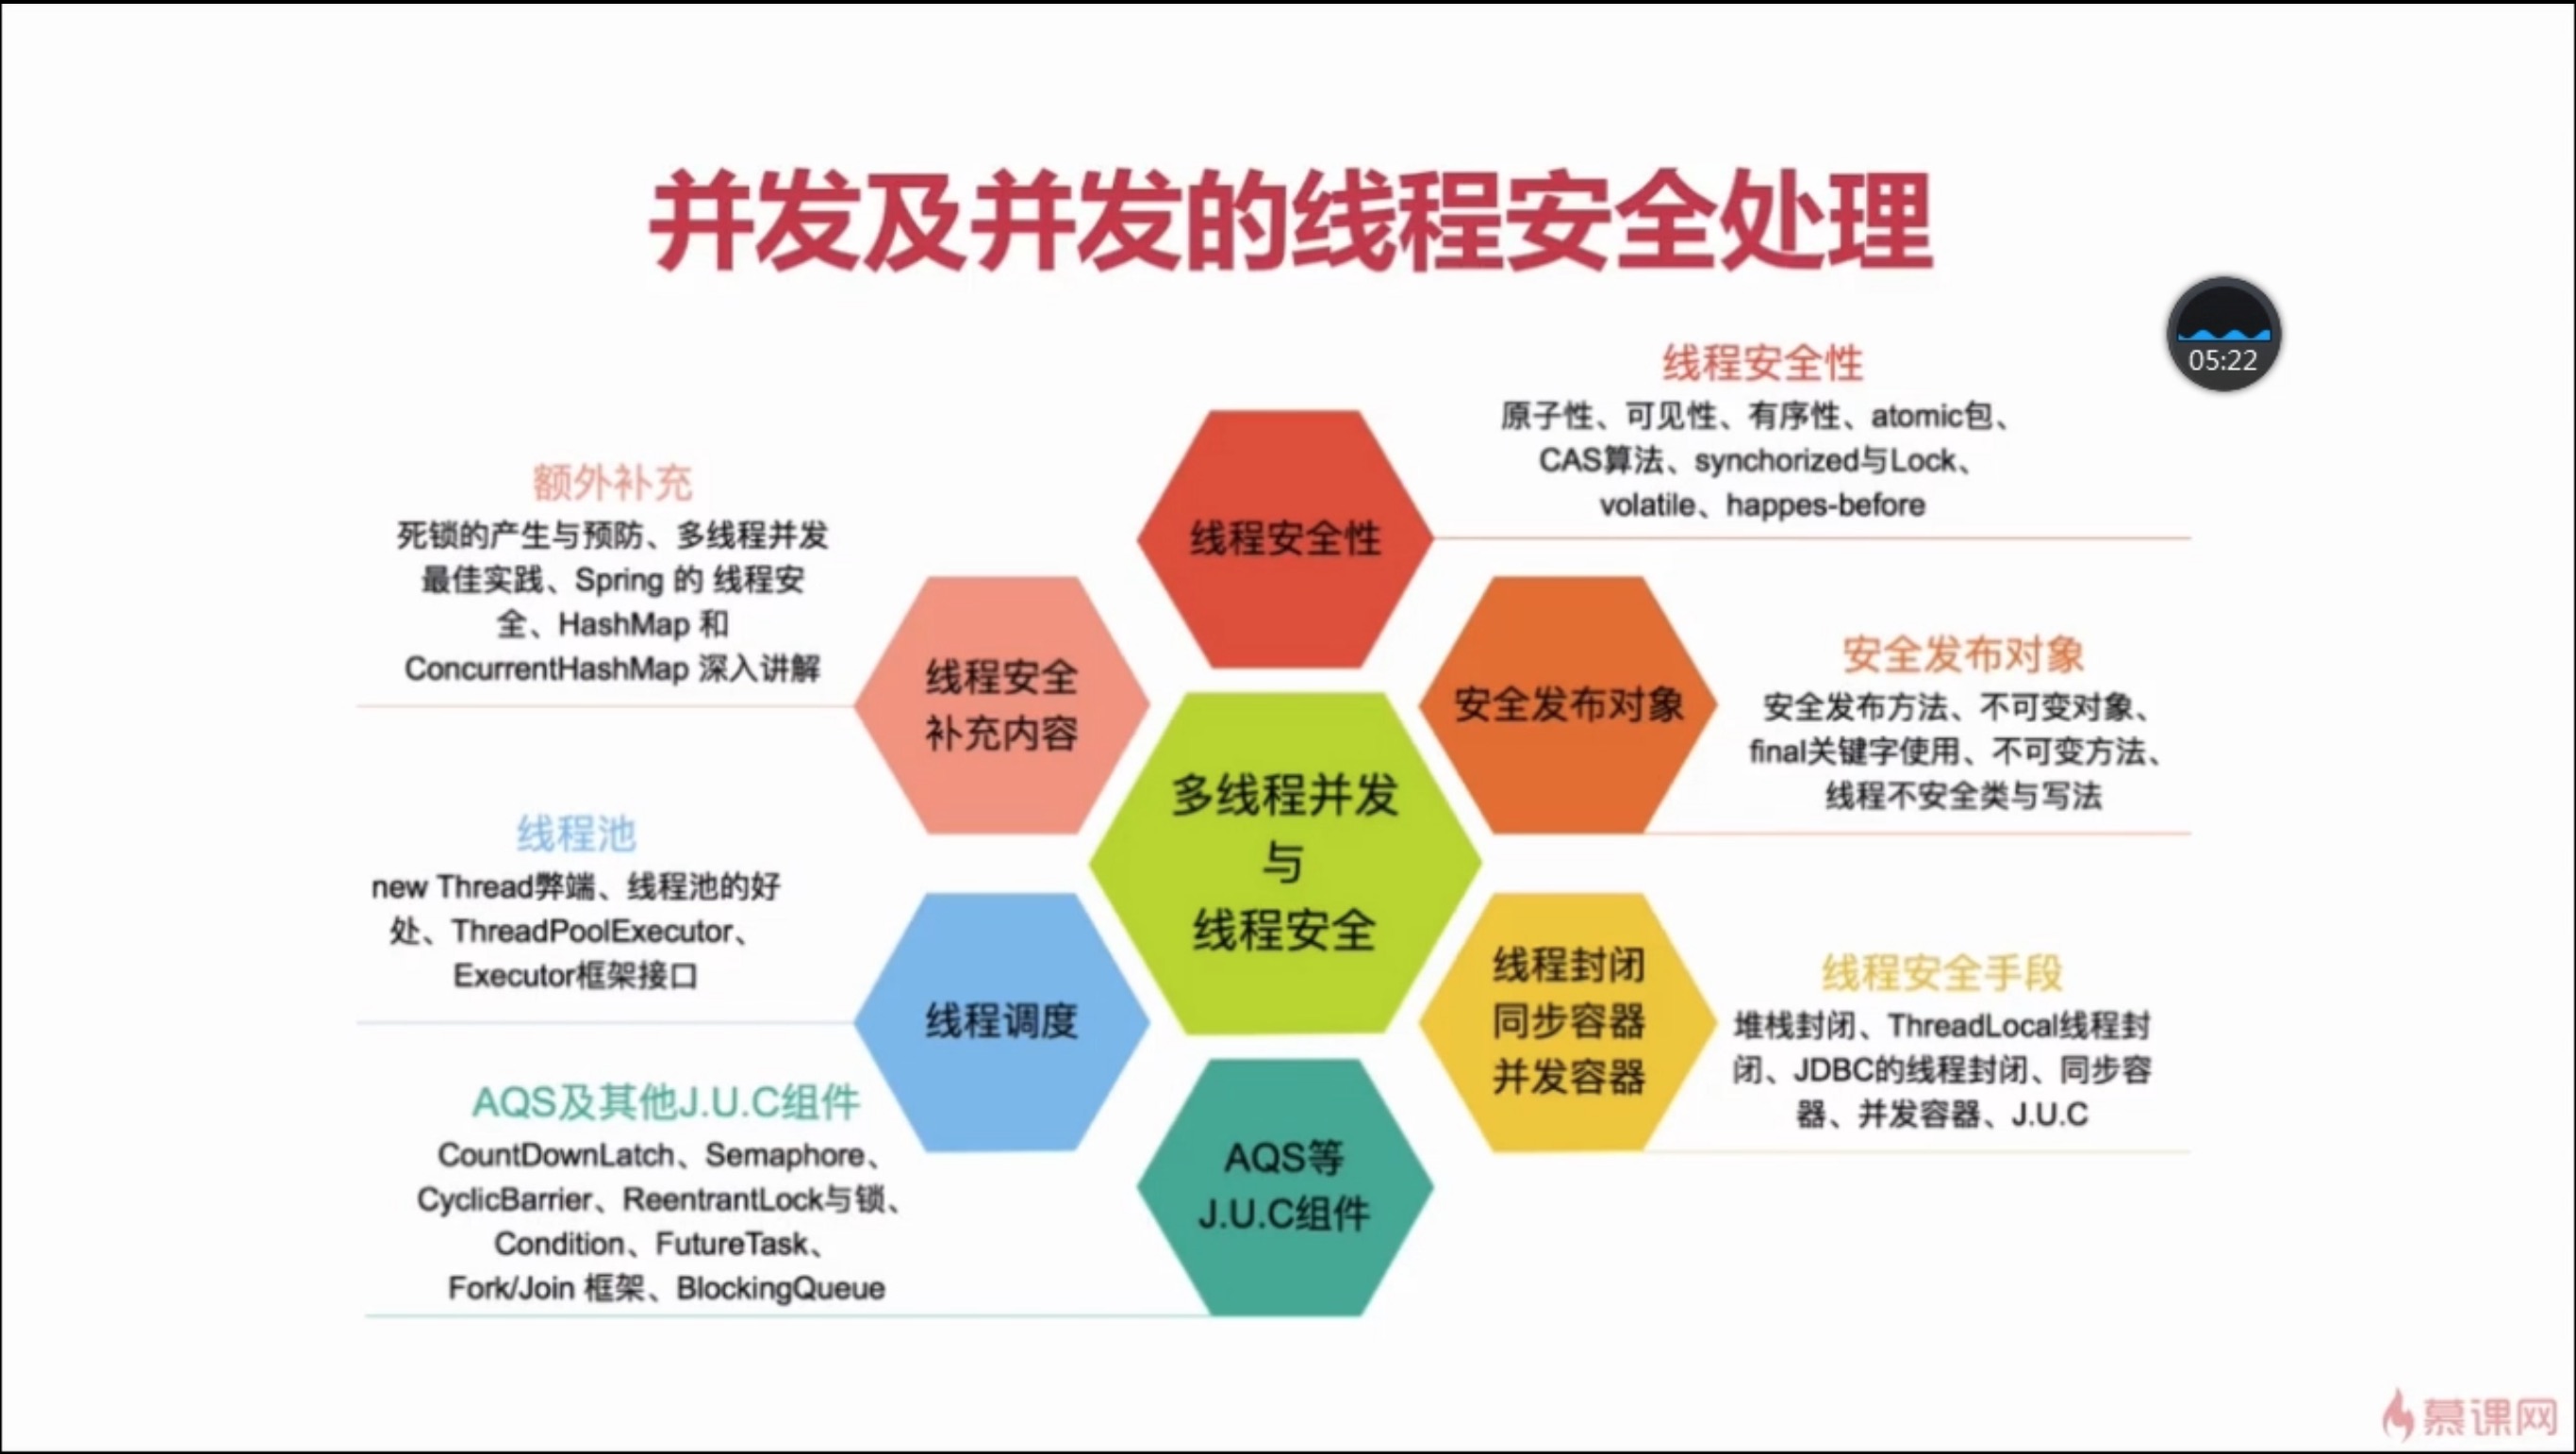 并发及并发的线程安全处理
05:22
线程安全性
原子性、可见性、有序性、atomic包、
CAS算法、synchorized与Lock、
volatile、happes-before
线程安全性
额外补充
死锁的产生与预防、多线程并发
最佳实践、Spring 的 线程安
全、HashMap 和
ConcurrentHashMap 深入讲解
线程安全
补充内容
安全发布对象
安全发布对象
安全发布方法、不可变对象、
final关键字使用、不可变方法、
线程不安全类与写法
多线程并发
与
线程安全
线程池
new Thread弊端、线程池的好
处、ThreadPoolExecutor、
Executor框架接口
线程调度
线程封闭
同步容器
并发容器
线程安全手段
堆栈封闭、ThreadLocal线程封
闭、JDBC的线程封闭、同步容
器、并发容器、J.U.C
AQS及其他J.U.C组件
CountDownLatch、Semaphore、
CyclicBarrier、ReentrantLock与锁、
Condition、FutureTask、
Fork/Join 框架、BlockingQueue
AQS等
J.U.C组件
慕课网